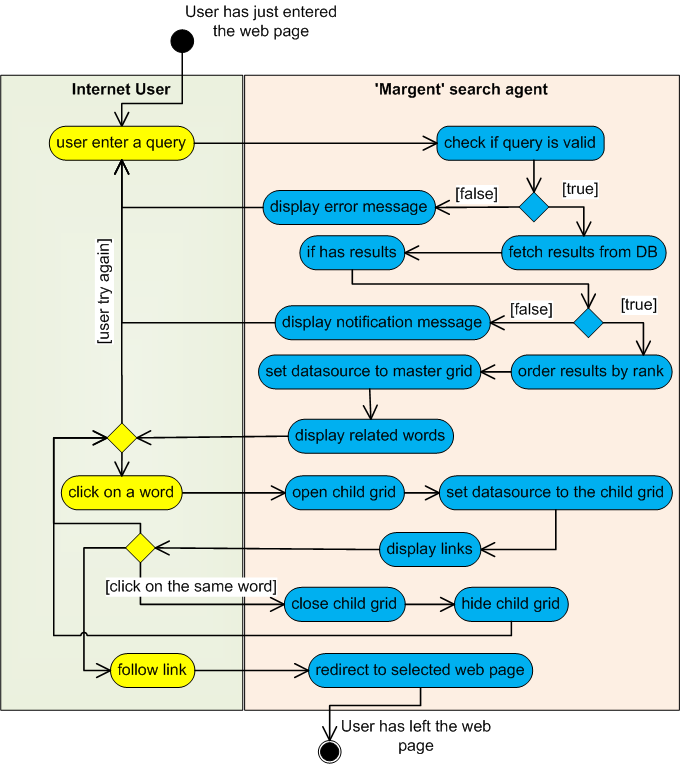 User has just entered
the web page
Internet User
'Margent' search agent
user enter a query
check if query is valid
[false]
[true]
display error message
if has results
fetch results from DB
[user try again]
[false]
[true]
display notification message
set datasource to master grid
order results by rank
display related words
click on a word
open child grid
set datasource to the child grid
display links
[click on the same word]
close child grid
hide child grid
follow link
redirect to selected web page
User has left the web
page